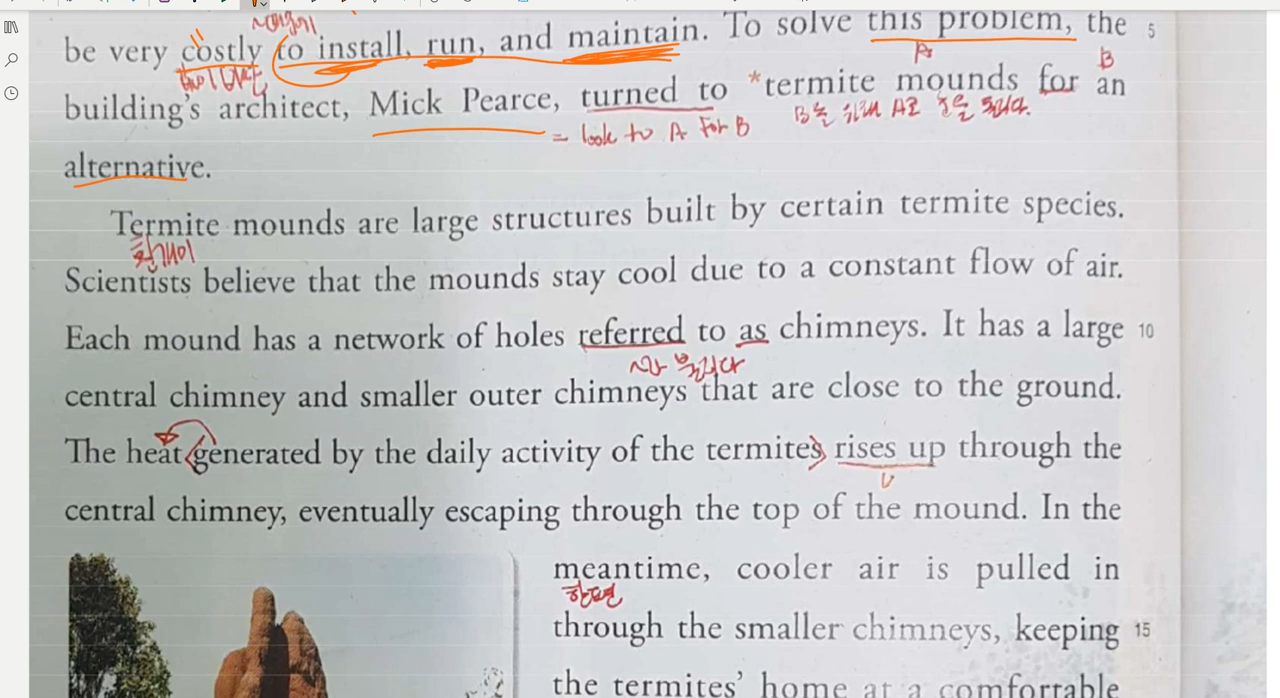 be very costly to install, run, and maintain. To solve this problem, the 5
A B
building's architect, Mick Pearce, turned to *termite mounds for an
= look to A for B B를 위해 A로 눈을 돌리다.
alternative.
Termite mounds are large structures built by certain termite species.
흰개미
Scientists believe that the mounds stay cool due to a constant flow of air.
Each mound has a network of holes referred to as chimneys. It has a large 10
~라 불리다
central chimney and smaller outer chimneys that are close to the ground.
The heat generated by the daily activity of the termites rises up through the
V
central chimney, eventually escaping through the top of the mound. In the
meantime, cooler air is pulled in
한편
through the smaller chimneys, keeping 15
the termites' home at a comfortable